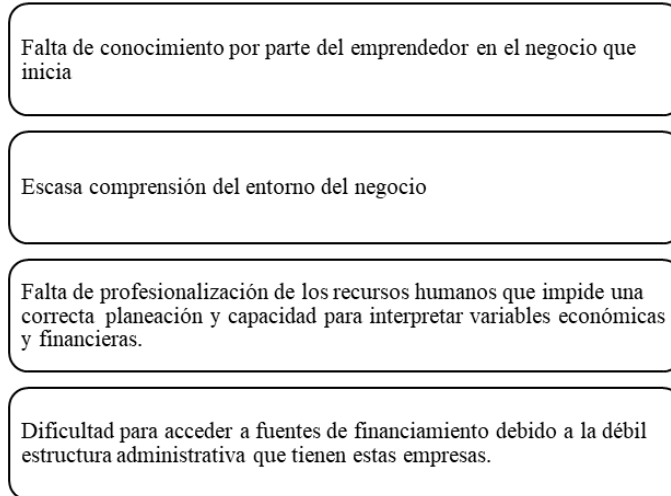 Falta de conocimiento por parte del emprendedor en el negocio que
inicia
Escasa comprensión del entorno del negocio
Falta de profesionalización de los recursos humanos que impide una
correcta planeación y capacidad para interpretar variables económicas
y financieras.
Dificultad para acceder a fuentes de financiamiento debido a la débil
estructura administrativa que tienen estas empresas.